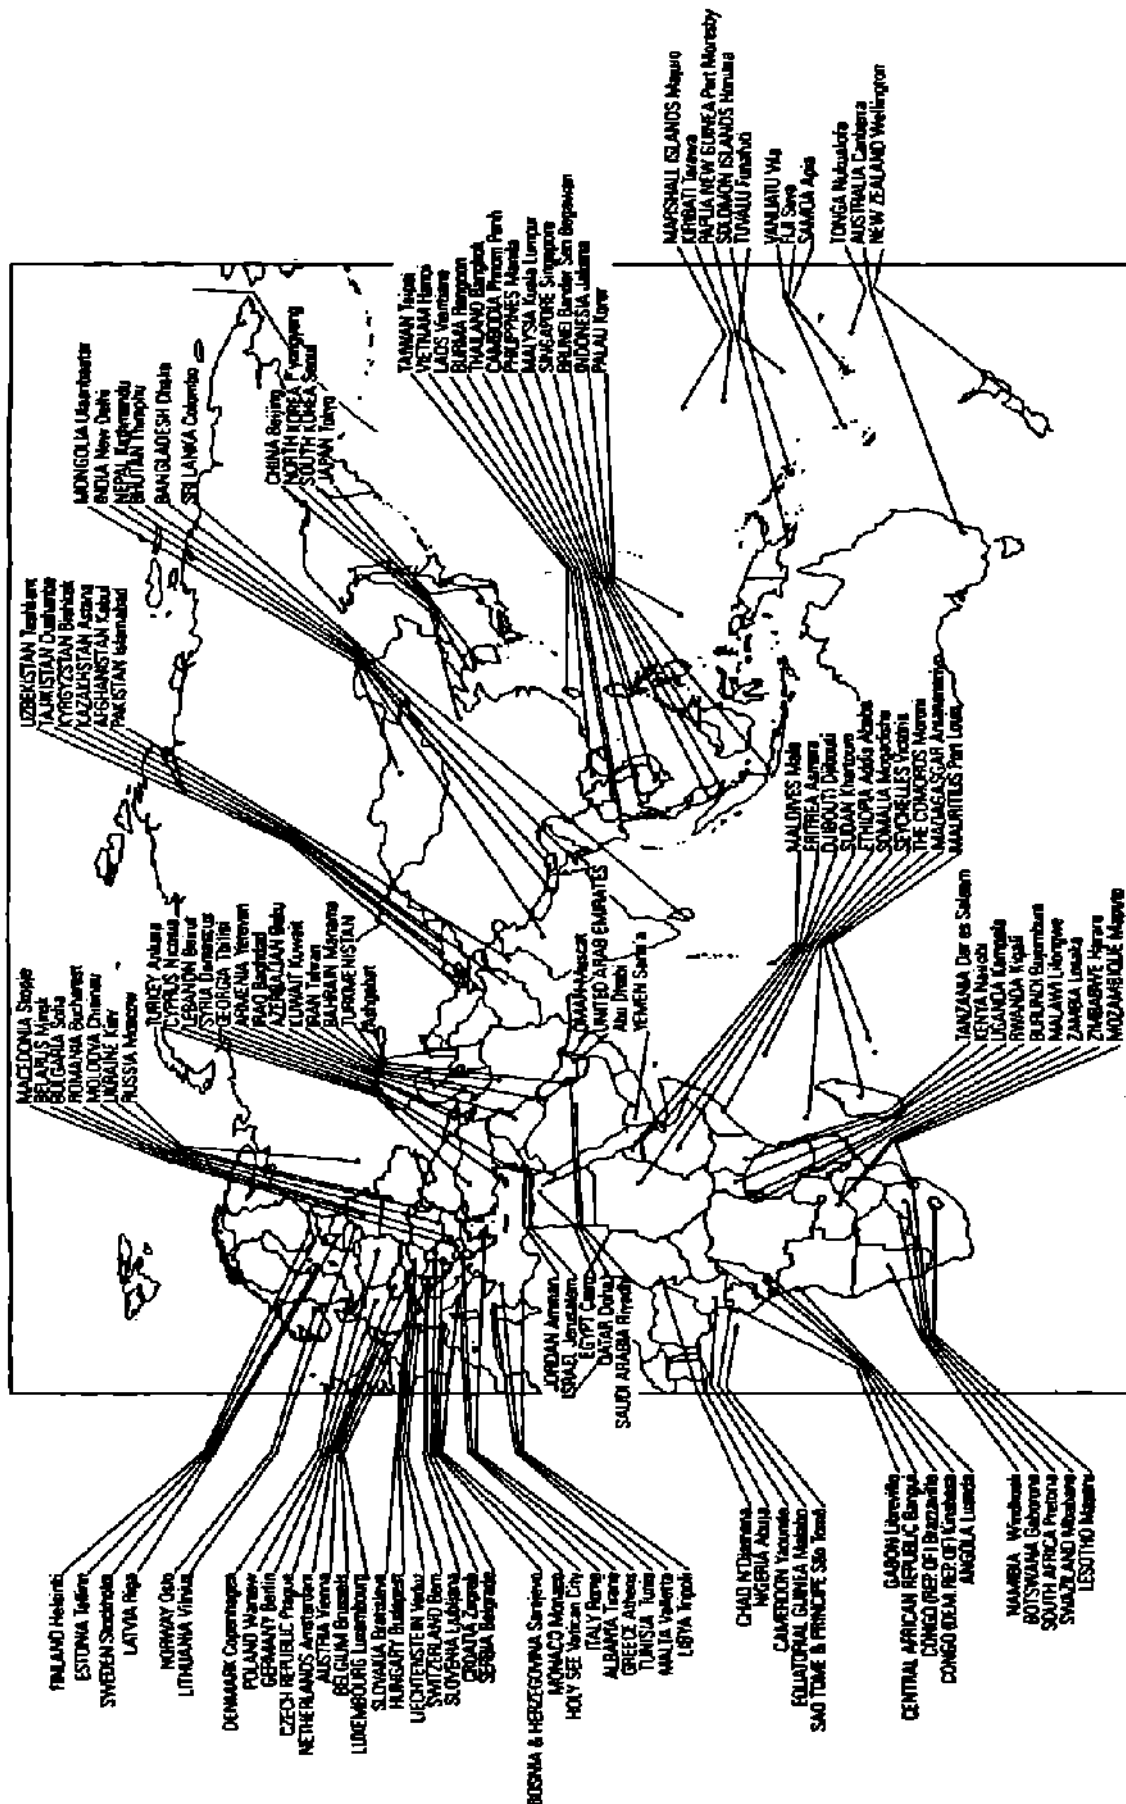 FINLAND Helsinki
ESTONIA Tallinn
SWEDEN Stockholm
LATVIA Riga
NORWAY Oslo
LITHUANIA Vilnius
DENMARK Copenhagen
POLAND Warsaw
GERMANY Berlin
CZECH REPUBLIC Prague
NETHERLANDS Amsterdam
AUSTRIA Vienna
BELGIUM Brussels
LUXEMBOURG Luxembourg
SLOVAKIA Bratislava
HUNGARY Budapest
LIECHTENSTEIN Vaduz
SWITZERLAND Bern
SLOVENIA Ljubljana
CROATIA Zagreb
SERBIA Belgrade
BOSNIA & HERZEGOVINA Sarajevo
MONACO Monaco
HOLY SEE Vatican City
ITALY Rome
ALBANIA Tirane
GREECE Athens
TUNISIA Tunis
MALTA Valletta
LIBYA Tripoli
CHAD N'Djamena
NIGERIA Abuja
CAMEROON Yaounde
EQUATORIAL GUINEA Malabo
SAO TOME & PRINCIPE São Tomé
GABON Libreville
CENTRAL AFRICAN REPUBLIC Bangui
CONGO (REP. OF) Brazzaville
CONGO (DEM. REP. OF) Kinshasa
ANGOLA Luanda
NAMIBIA Windhoek
BOTSWANA Gaborone
SOUTH AFRICA Pretoria
SWAZILAND Mbabane
LESOTHO Maseru
JORDAN Amman
ISRAEL Jerusalem
EGYPT Cairo
QATAR Doha
SAUDI ARABIA Riyadh
MACEDONIA Skopje
BELARUS Minsk
BULGARIA Sofia
ROMANIA Bucharest
MOLDOVA Chisinau
UKRAINE Kiev
RUSSIA Moscow
TURKEY Ankara
CYPRUS Nicosia
LEBANON Beirut
SYRIA Damascus
GEORGIA Tbilisi
ARMENIA Yerevan
IRAQ Baghdad
AZERBAIJAN Baku
KUWAIT Kuwait
IRAN Tehran
BAHRAIN Manama
TURKMENISTAN
Ashgabat
OMAN Muscat
UNITED ARAB EMIRATES
Abu Dhabi
YEMEN San'a
TANZANIA Dar es Salaam
KENYA Nairobi
UGANDA Kampala
RWANDA Kigali
BURUNDI Bujumbura
MALAWI Lilongwe
ZAMBIA Lusaka
ZIMBABWE Harare
MOZAMBIQUE Maputo
UZBEKISTAN Tashkent
TAJIKISTAN Dushanbe
KYRGYZSTAN Bishkek
KAZAKHSTAN Astana
AFGHANISTAN Kabul
PAKISTAN Islamabad
MALDIVES Male
ERITREA Asmara
DJIBOUTI Djibouti
SUDAN Khartoum
ETHIOPIA Addis Ababa
SOMALIA Mogadishu
SEYCHELLES Victoria
THE COMOROS Moroni
MADAGASGAR Antananarivo
MAURITIUS Port Louis
MONGOLIA Ulaanbaatar
INDIA New Delhi
NEPAL Kathmandu
BHUTAN Thimphu
BANGLADESH Dhaka
SRI LANKA Colombo
CHINA Beijing
NORTH KOREA Pyongyang
SOUTH KOREA Seoul
JAPAN Tokyo
TAIWAN Taipei
VIETNAM Hanoi
LAOS Vientiane
BURMA Rangoon
THAILAND Bangkok
CAMBODIA Phnom Penh
PHILIPPINES Manila
MALYSIA Kuala Lumpur
SINGAPORE Singapore
BRUNEI Bandar Seri Begawan
INDONESIA Jakarta
PALAU Koror
MARSHALL ISLANDS Majuro
KIRIBATI Tarawa
PAPUA NEW GUINEA Port Moresby
SOLOMON ISLANDS Honiara
TUVALU Funafuti
VANUATU Vila
FIJI Suva
SAMOA Apia
TONGA Nukualofa
AUSTRALIA Canberra
NEW ZEALAND Wellington